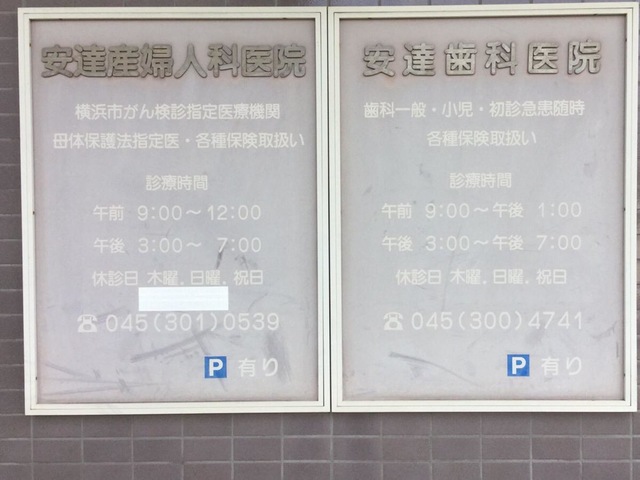 安達産婦人科医院
横浜市がん検診指定医療機関
母体保護法指定医・各種保険取扱い
診療時間
午前 9:00～12:00
午後 3:00～ 7:00
休診日 木曜。日曜。祝日
☎ 045(301)0539
P 有り
安達歯科医院
歯科一般・小児・初診急患随時
各種保険取扱い
診療時間
午前 9:00～午後 1:00
午後 3:00～午後 7:00
休診日 木曜。日曜。祝日
☎ 045(300)4741
P 有り